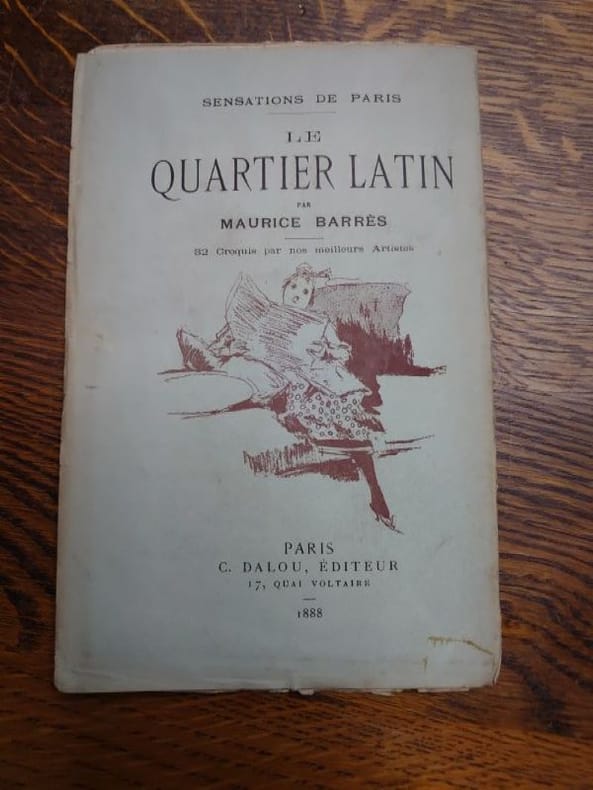 SENSATIONS DE PARIS
LE
QUARTIER LATIN
PAR
MAURICE BARRÈS
32 Croquis par nos meilleurs Artistes
PARIS
C. DALOU, ÉDITEUR
17, QUAI VOLTAIRE
1888